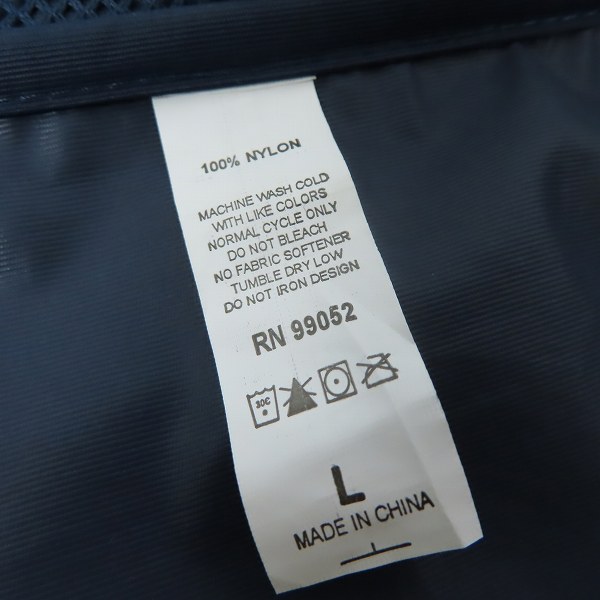 100% NYLON
MACHINE WASH COLD
WITH LIKE COLORS
NORMAL CYCLE ONLY
DO NOT BLEACH
NO FABRIC SOFTENER
TUMBLE DRY LOW
DO NOT IRON DESIGN
RN 99052
30C
L
MADE IN CHINA